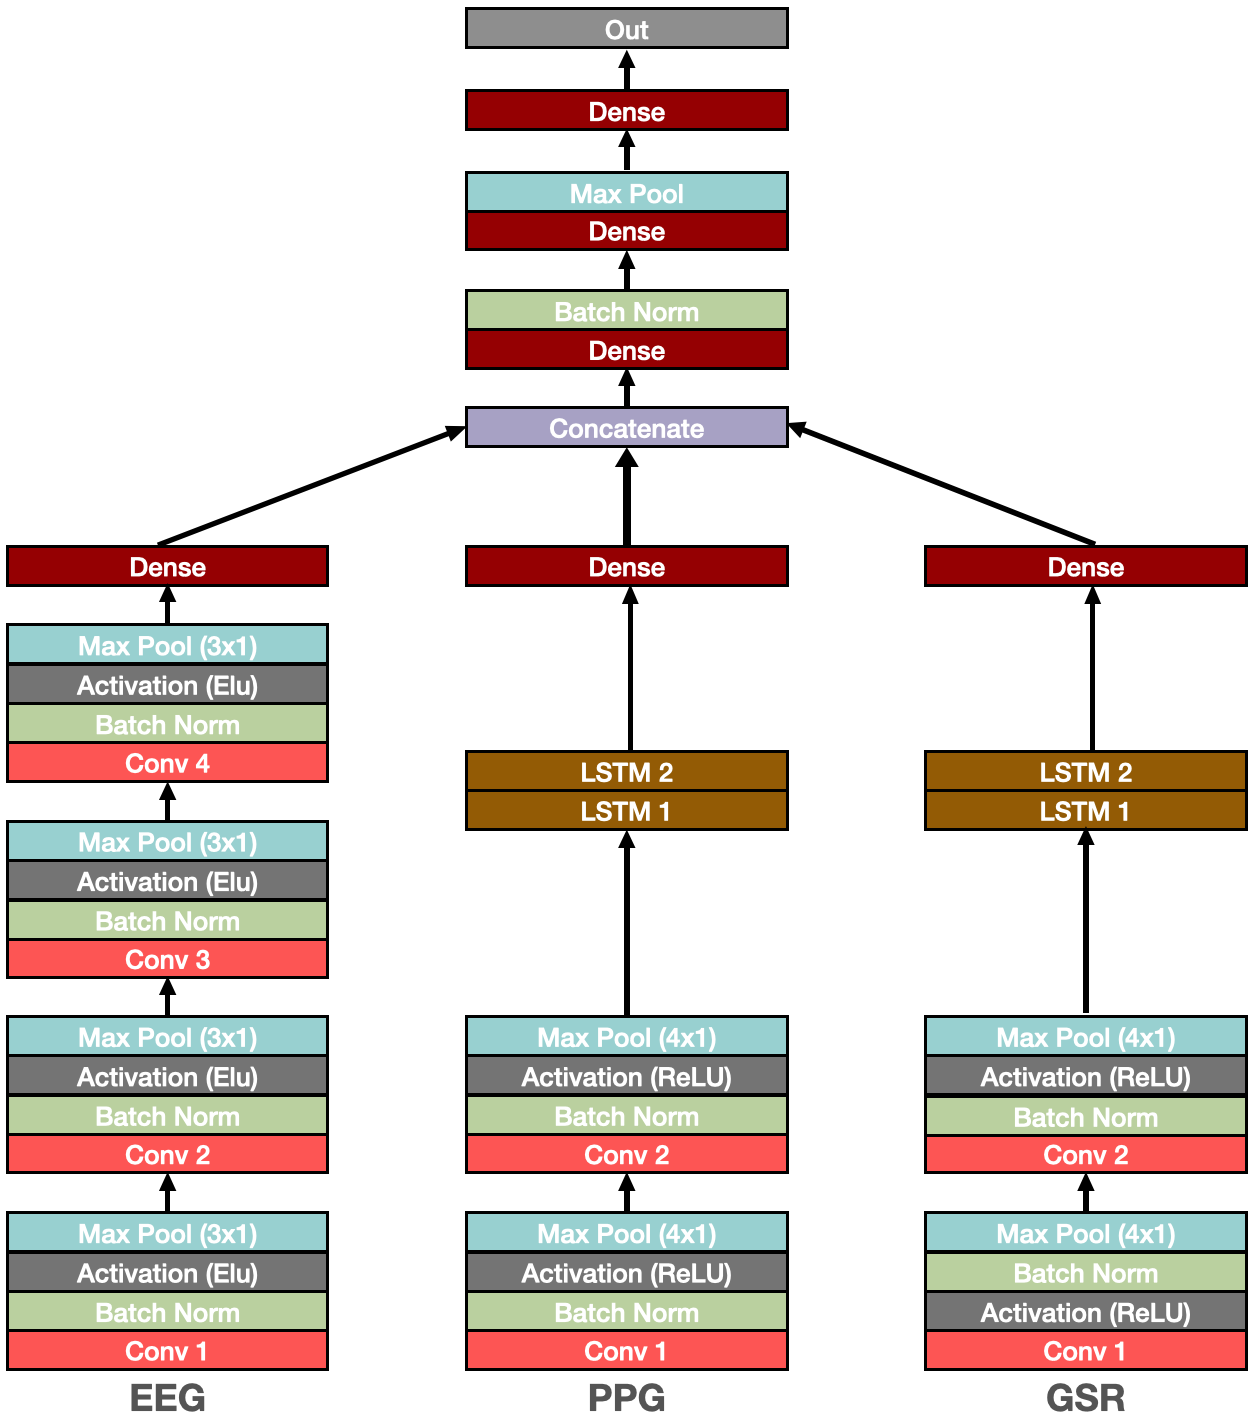 Out
Dense
Max Pool
Dense
Batch Norm
Dense
Concatenate
Dense
Max Pool (3x1)
Activation (Elu)
Batch Norm
Conv 4
Max Pool (3x1)
Activation (Elu)
Batch Norm
Conv 3
Max Pool (3x1)
Activation (Elu)
Batch Norm
Conv 2
Max Pool (3x1)
Activation (Elu)
Batch Norm
Conv 1
EEG
Dense
LSTM 2
LSTM 1
Max Pool (4x1)
Activation (ReLU)
Batch Norm
Conv 2
Max Pool (4x1)
Activation (ReLU)
Batch Norm
Conv 1
PPG
Dense
LSTM 2
LSTM 1
Max Pool (4x1)
Activation (ReLU)
Batch Norm
Conv 2
Max Pool (4x1)
Batch Norm
Activation (ReLU)
Conv 1
GSR